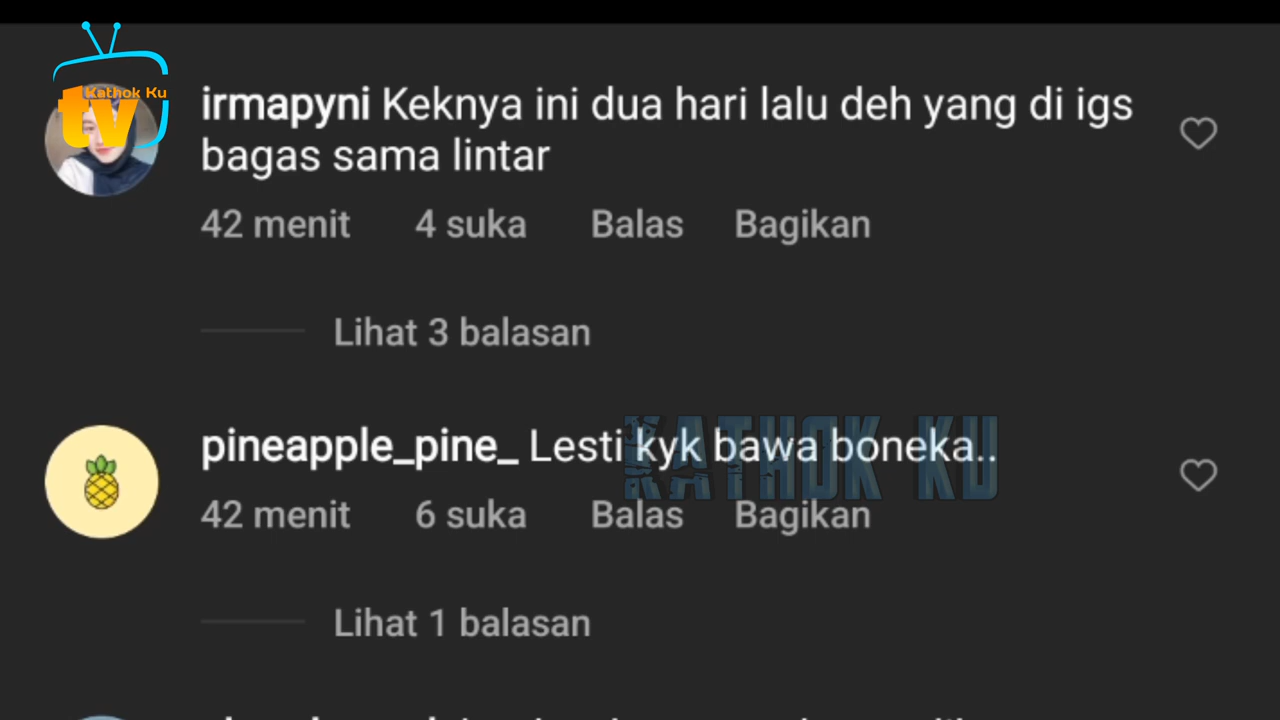 Kathok Ku
tv
irmapyni Keknya ini dua hari lalu deh yang di igs
bagas sama lintar
42 menit 4 suka Balas Bagikan
Lihat 3 balasan
pineapple_pine_ Lesti kyk bawa boneka..
KATHOK KU
42 menit 6 suka Balas Bagikan
Lihat 1 balasan